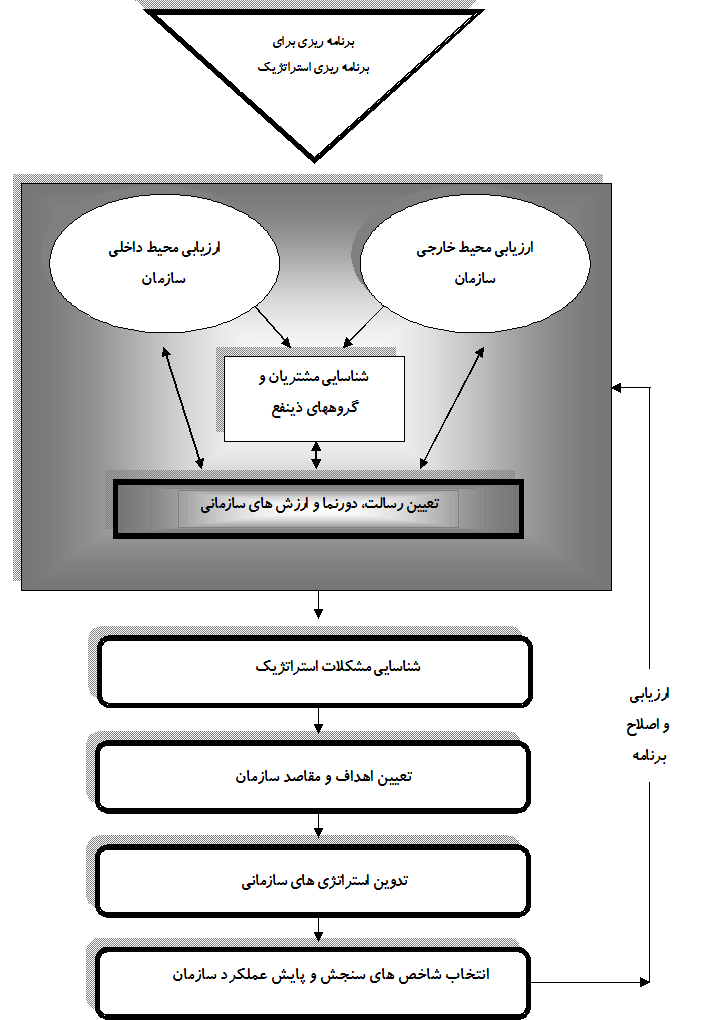 برنامه ریزی برای
برنامه ریزی استراتژیک
ارزیابی محیط خارجی
سازمان
ارزیابی محیط داخلی
سازمان
شناسایی مشتریان و
گروههای ذینفع
تعیین رسالت، دورنما و ارزش های سازمانی
شناسایی مشکلات استراتژیک
تعیین اهداف و مقاصد سازمان
تدوین استراتژی های سازمانی
انتخاب شاخص های سنجش و پایش عملکرد سازمان
ارزیابی
و اصلاح
برنامه